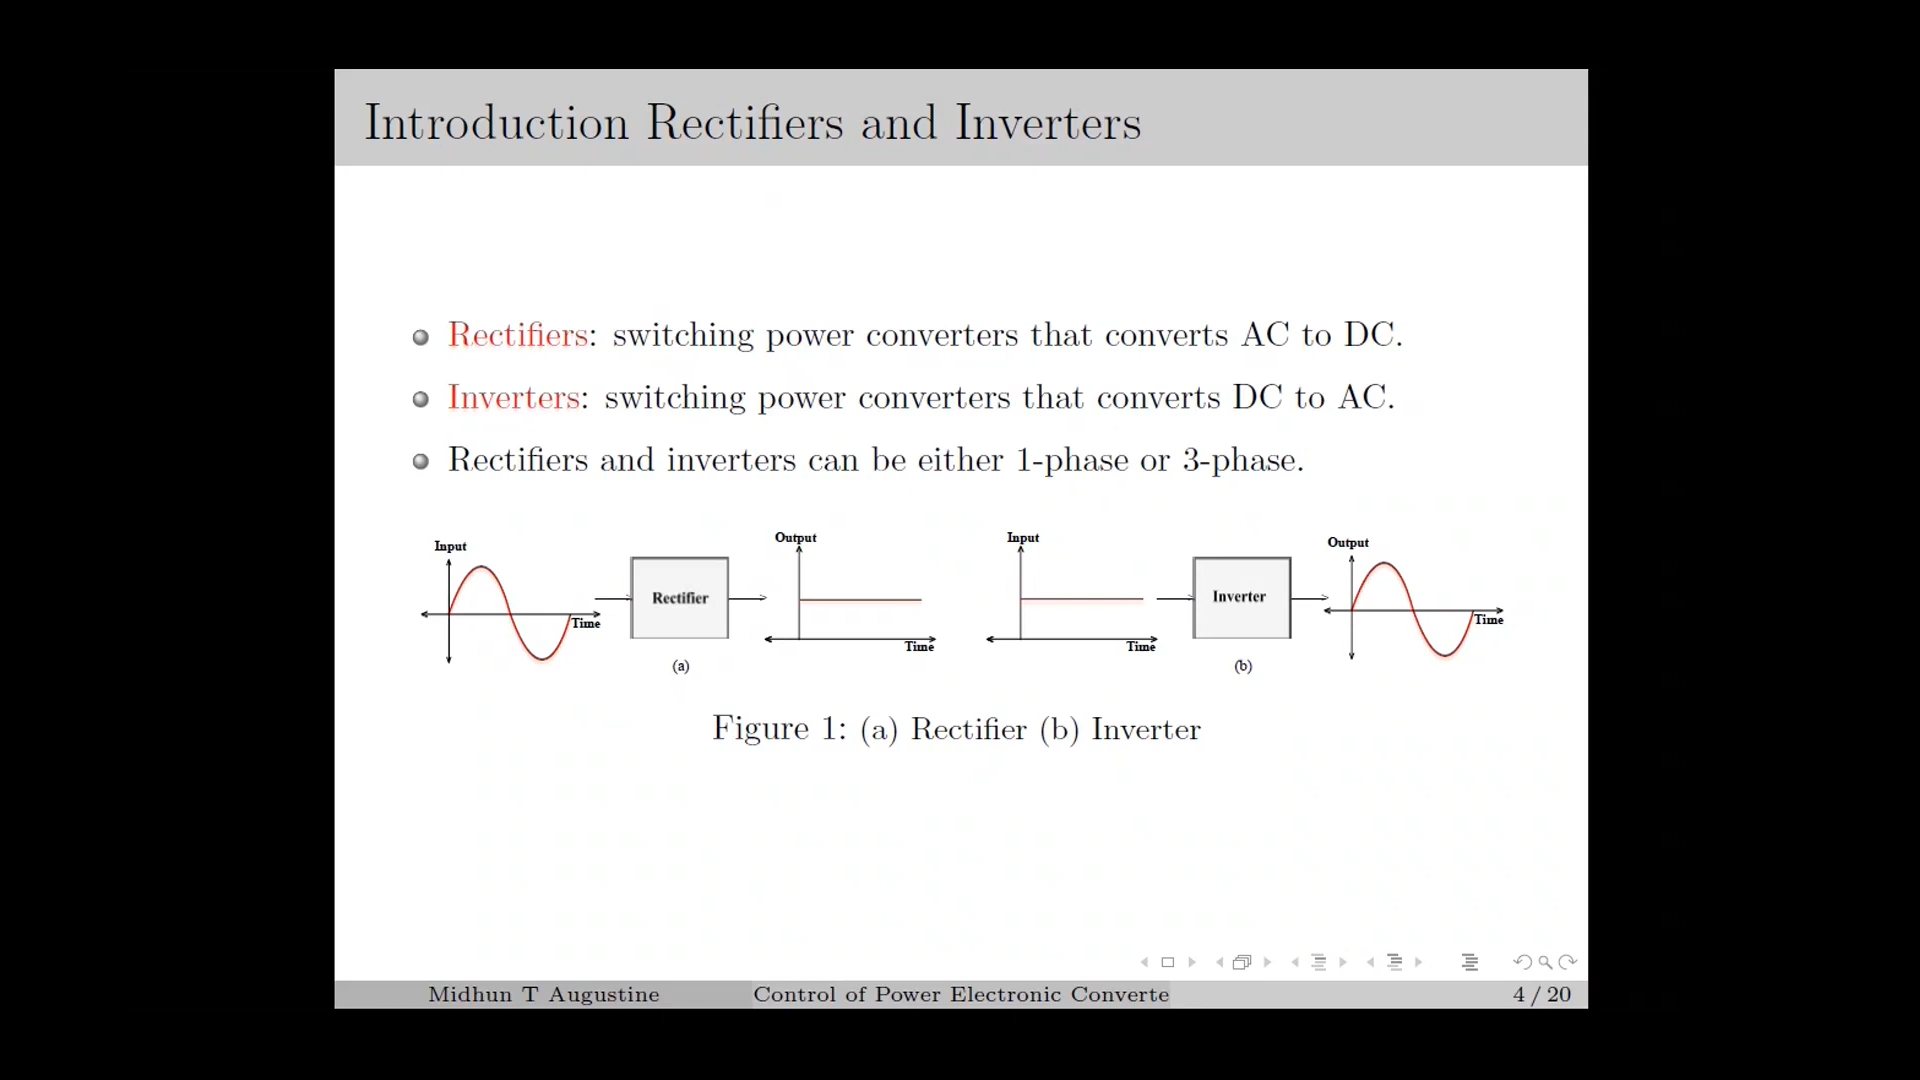 Introduction Rectifiers and Inverters
Rectifiers: switching power converters that converts AC to DC.
Inverters: switching power converters that converts DC to AC.
Rectifiers and inverters can be either 1-phase or 3-phase.
Input
Time
Rectifier
(a)
Output
Time
Input
Time
Inverter
(b)
Output
Time
Figure 1: (a) Rectifier (b) Inverter
Midhun T Augustine
Control of Power Electronic Converte
4 / 20